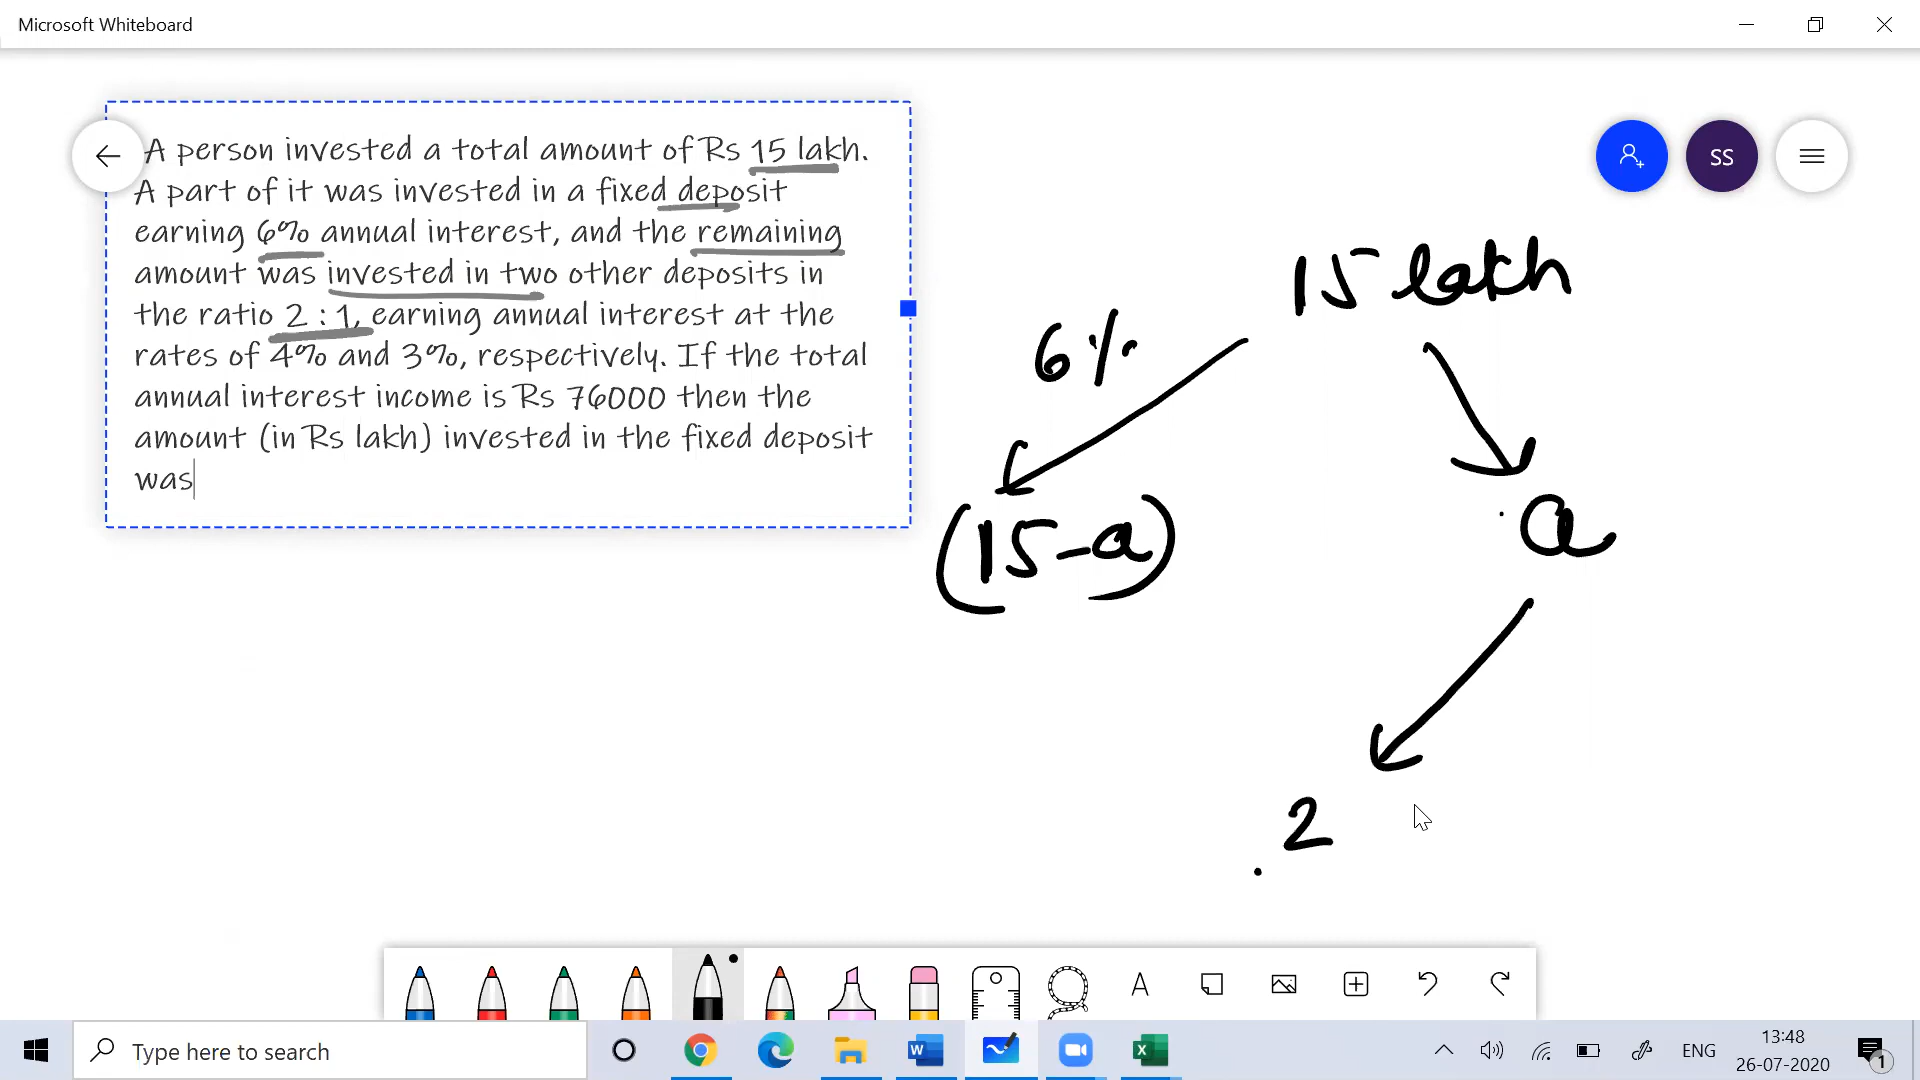 Microsoft Whiteboard
A person invested a total amount of Rs 15 lakh.
A part of it was invested in a fixed deposit
earning 6% annual interest, and the remaining
amount was invested in two other deposits in
the ratio 2 : 1, earning annual interest at the
rates of 4% and 3%, respectively. If the total
annual interest income is Rs 76000 then the
amount (in Rs lakh) invested in the fixed deposit
was
SS
15 lakh
6%
(15-a)
a
2
A
Type here to search
W
X
ENG
13:48
26-07-2020
1